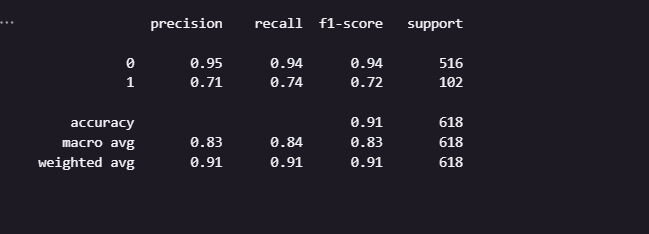 precision recall f1-score support
0 0.95 0.94 0.94 516
1 0.71 0.74 0.72 102
accuracy 0.91 618
macro avg 0.83 0.84 0.83 618
weighted avg 0.91 0.91 0.91 618